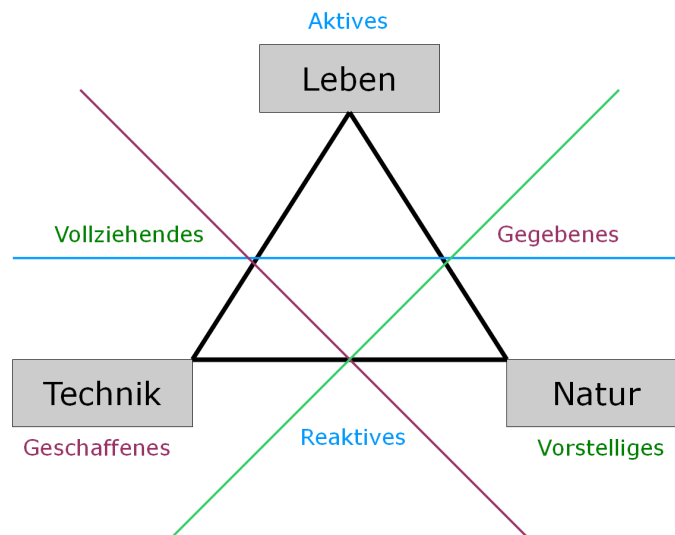 Aktives
Leben
Vollziehendes
Gegebenes
Technik
Natur
Geschaffenes
Reaktives
Vorstelliges